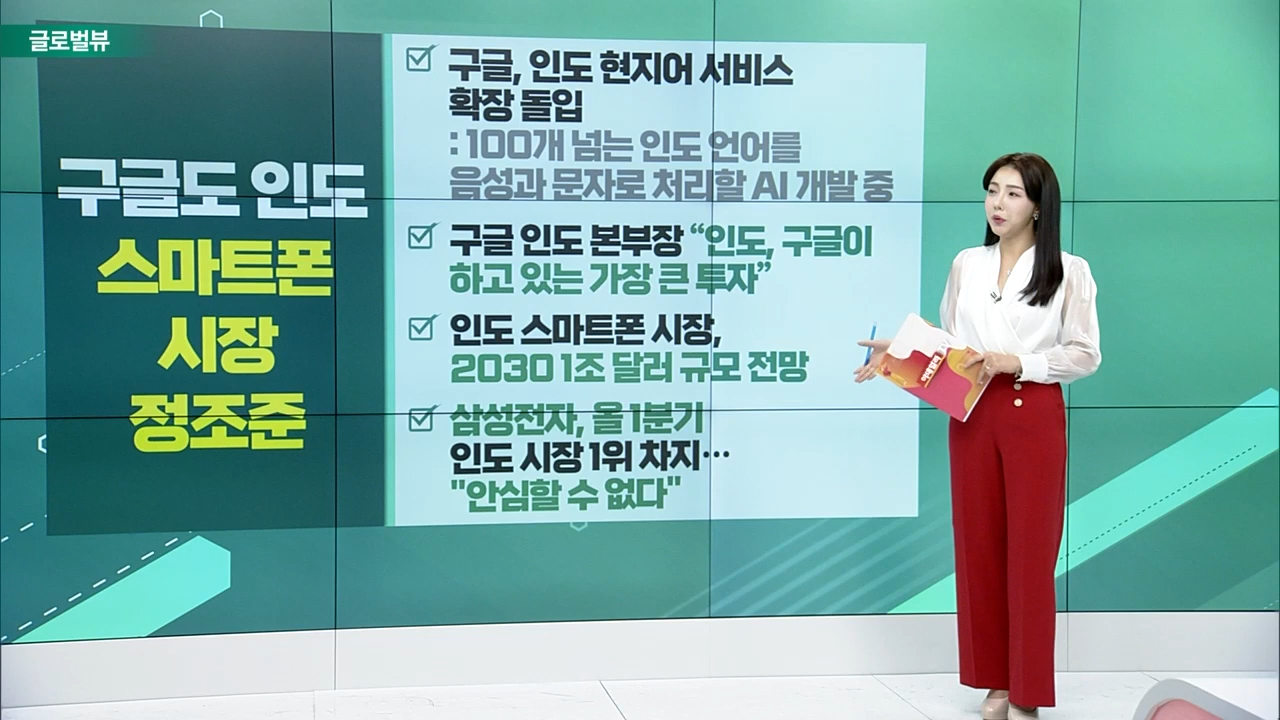 글로벌뷰
구글도 인도
스마트폰
시장
정조준
구글, 인도 현지어 서비스
확장 돌입
: 100개 넘는 인도 언어를
음성과 문자로 처리할 AI 개발 중
구글 인도 본부장 “인도, 구글이
하고 있는 가장 큰 투자”
인도 스마트폰 시장,
2030 1조 달러 규모 전망
삼성전자, 올 1분기
인도 시장 1위 차지…
"안심할 수 없다"